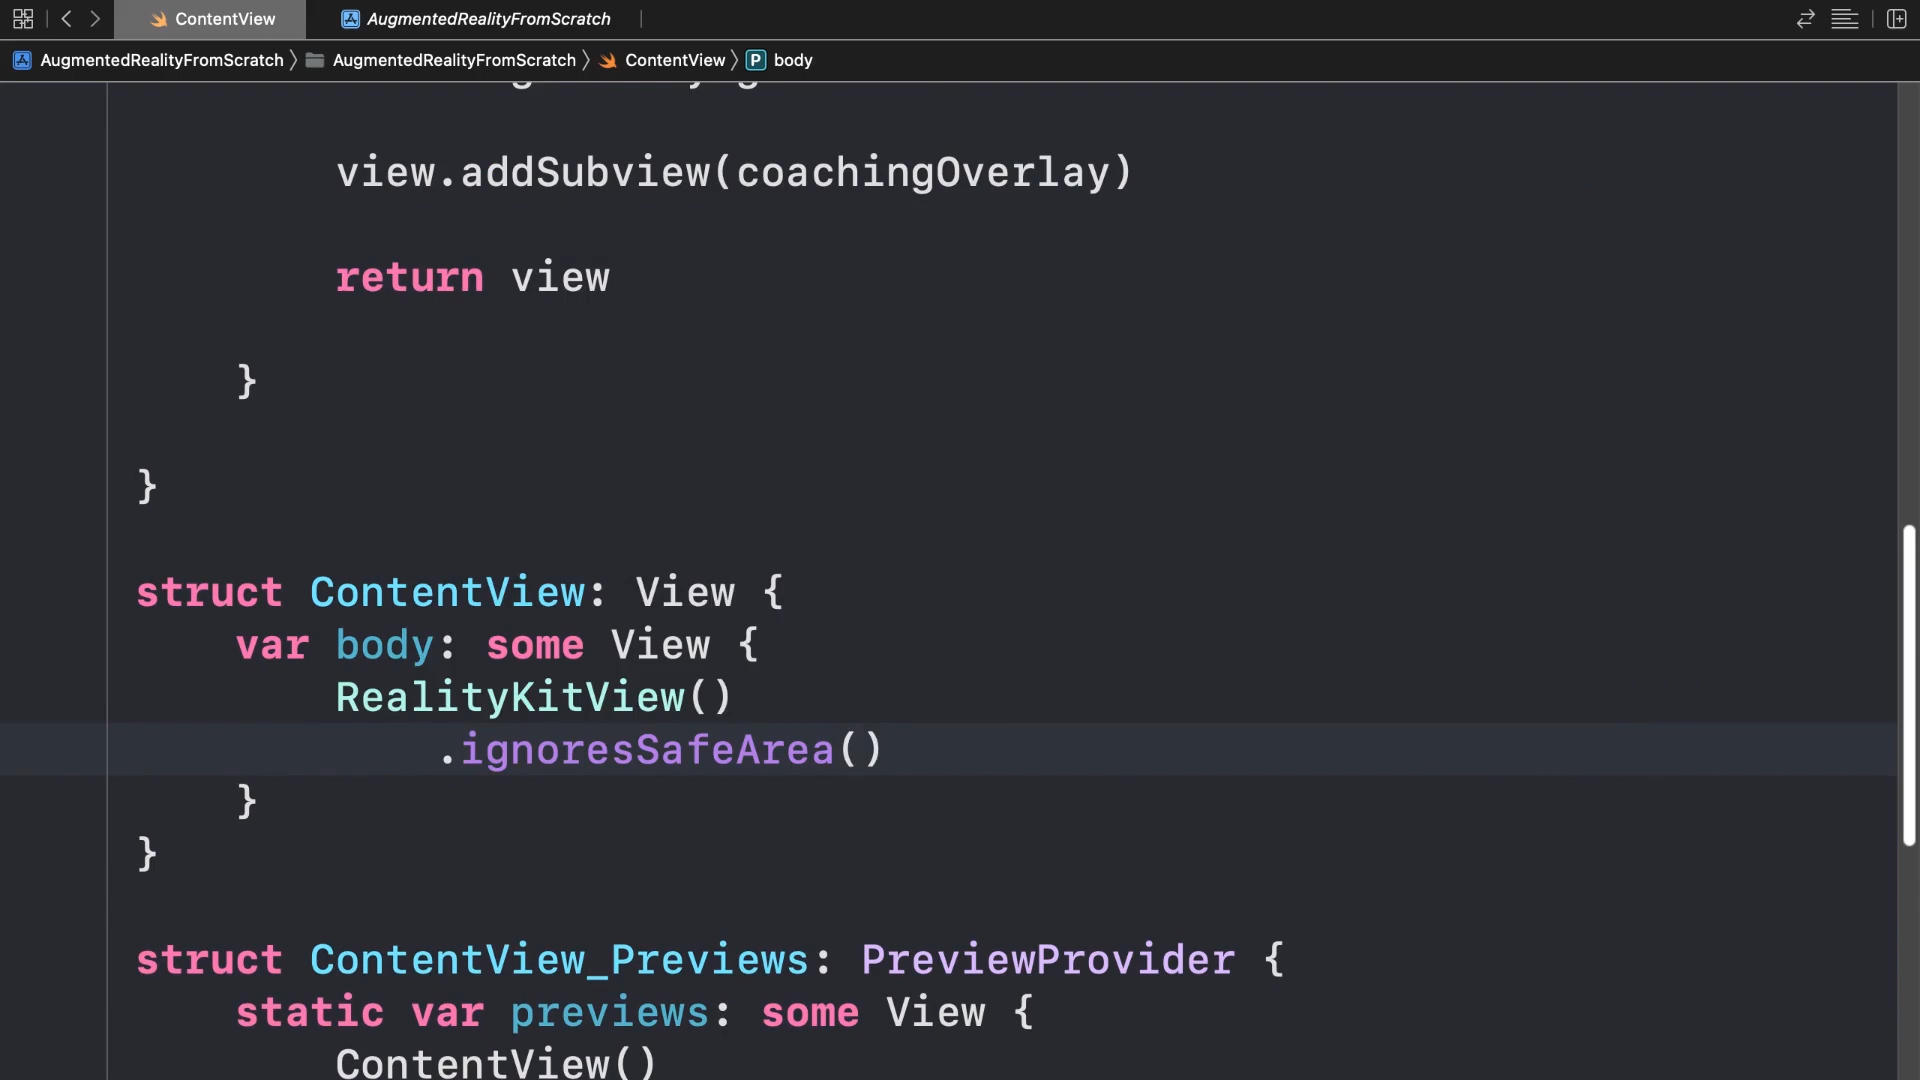 ContentView AugmentedRealityFromScratch
AugmentedRealityFromScratch AugmentedRealityFromScratch ContentView P body
view.addSubview(coachingOverlay)
return view
}
}
struct ContentView: View {
var body: some View {
RealityKitView()
.ignoresSafeArea()
}
}
struct ContentView_Previews: PreviewProvider {
static var previews: some View {
ContentView()